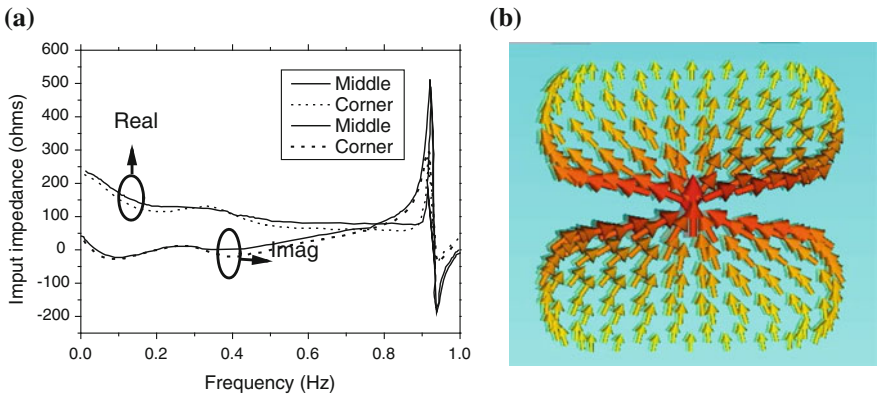 (a)
600
500
400
300
200
100
0
-100
-200
0.0 0.2 0.4 0.6 0.8 1.0
Imput impedance (ohms)
Frequency (Hz)
Middle
Corner
Middle
Corner
Real
Imag
(b)